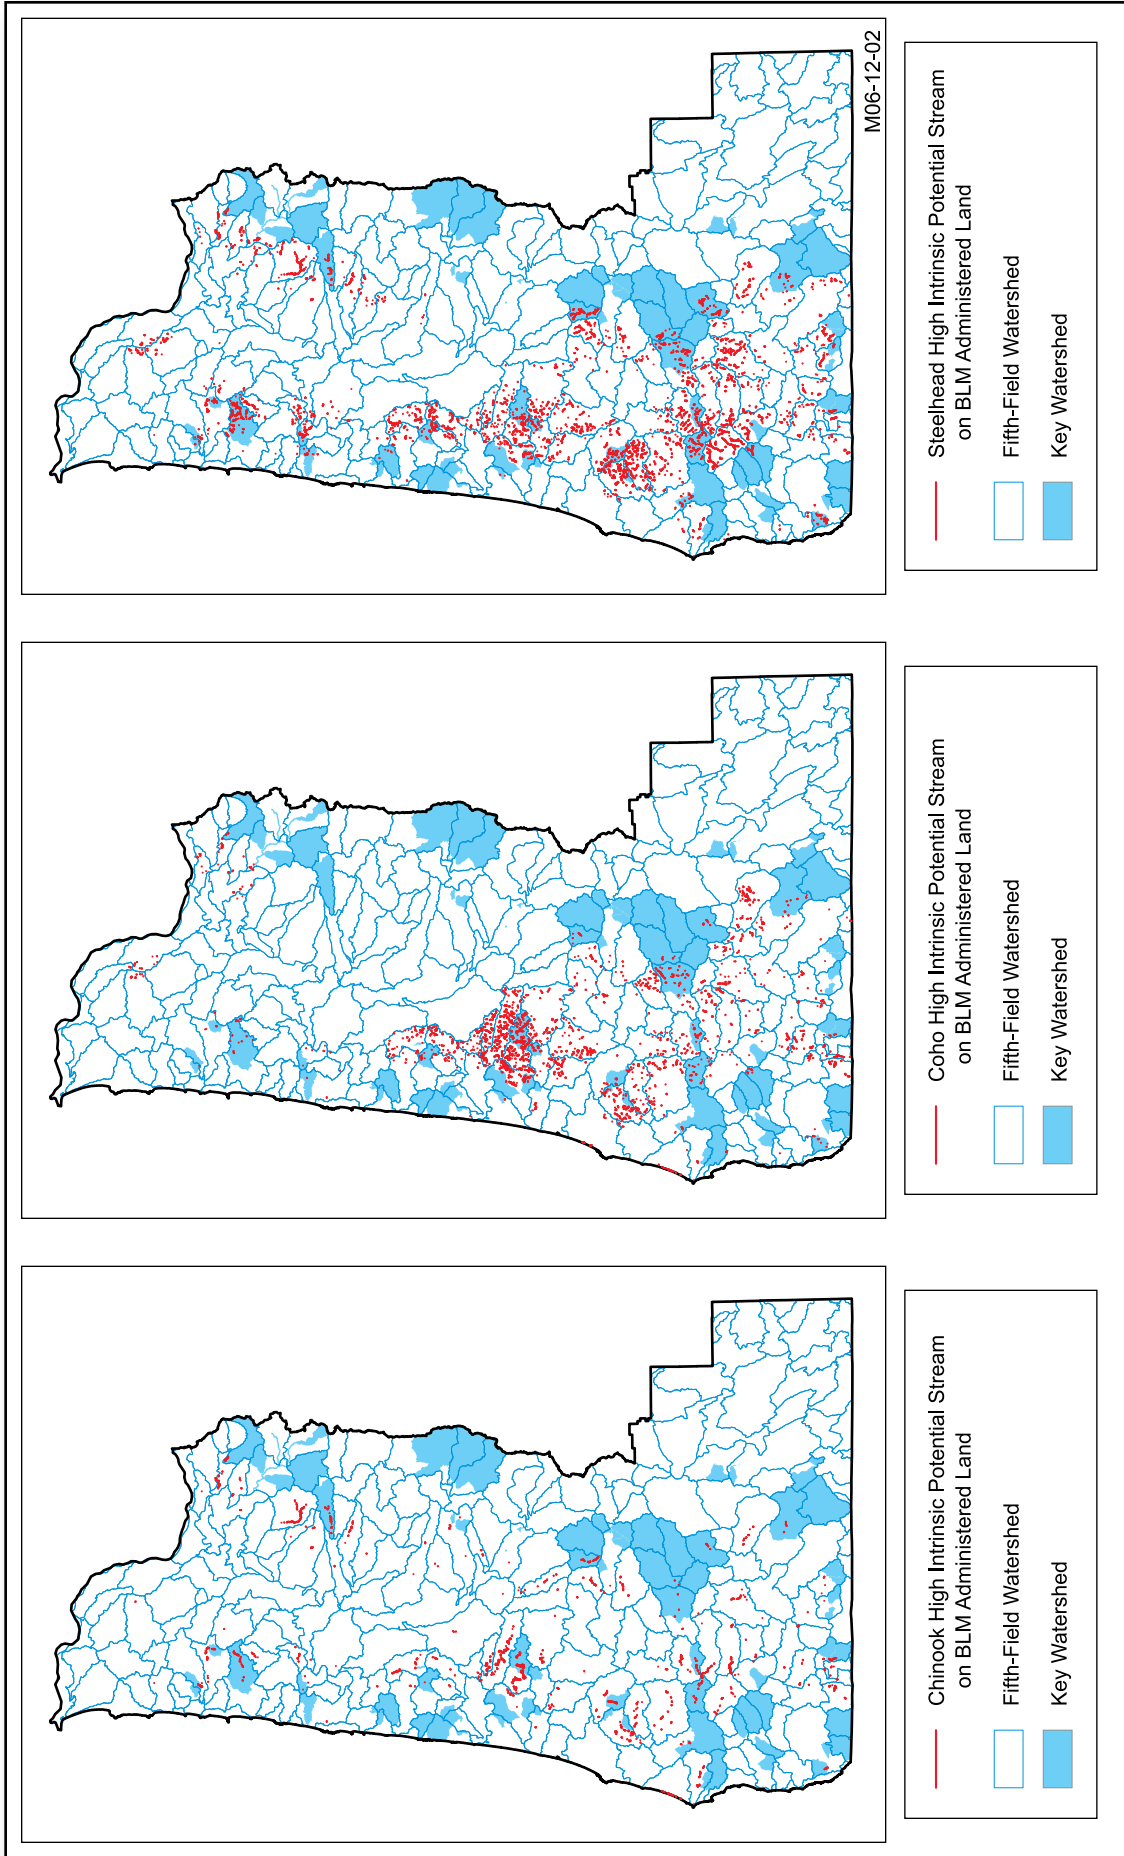 Chinook High Intrinsic Potential Stream
on BLM Administered Land
Fifth-Field Watershed
Key Watershed
Coho High Intrinsic Potential Stream
on BLM Administered Land
Fifth-Field Watershed
Key Watershed
M06-12-02
Steelhead High Intrinsic Potential Stream
on BLM Administered Land
Fifth-Field Watershed
Key Watershed